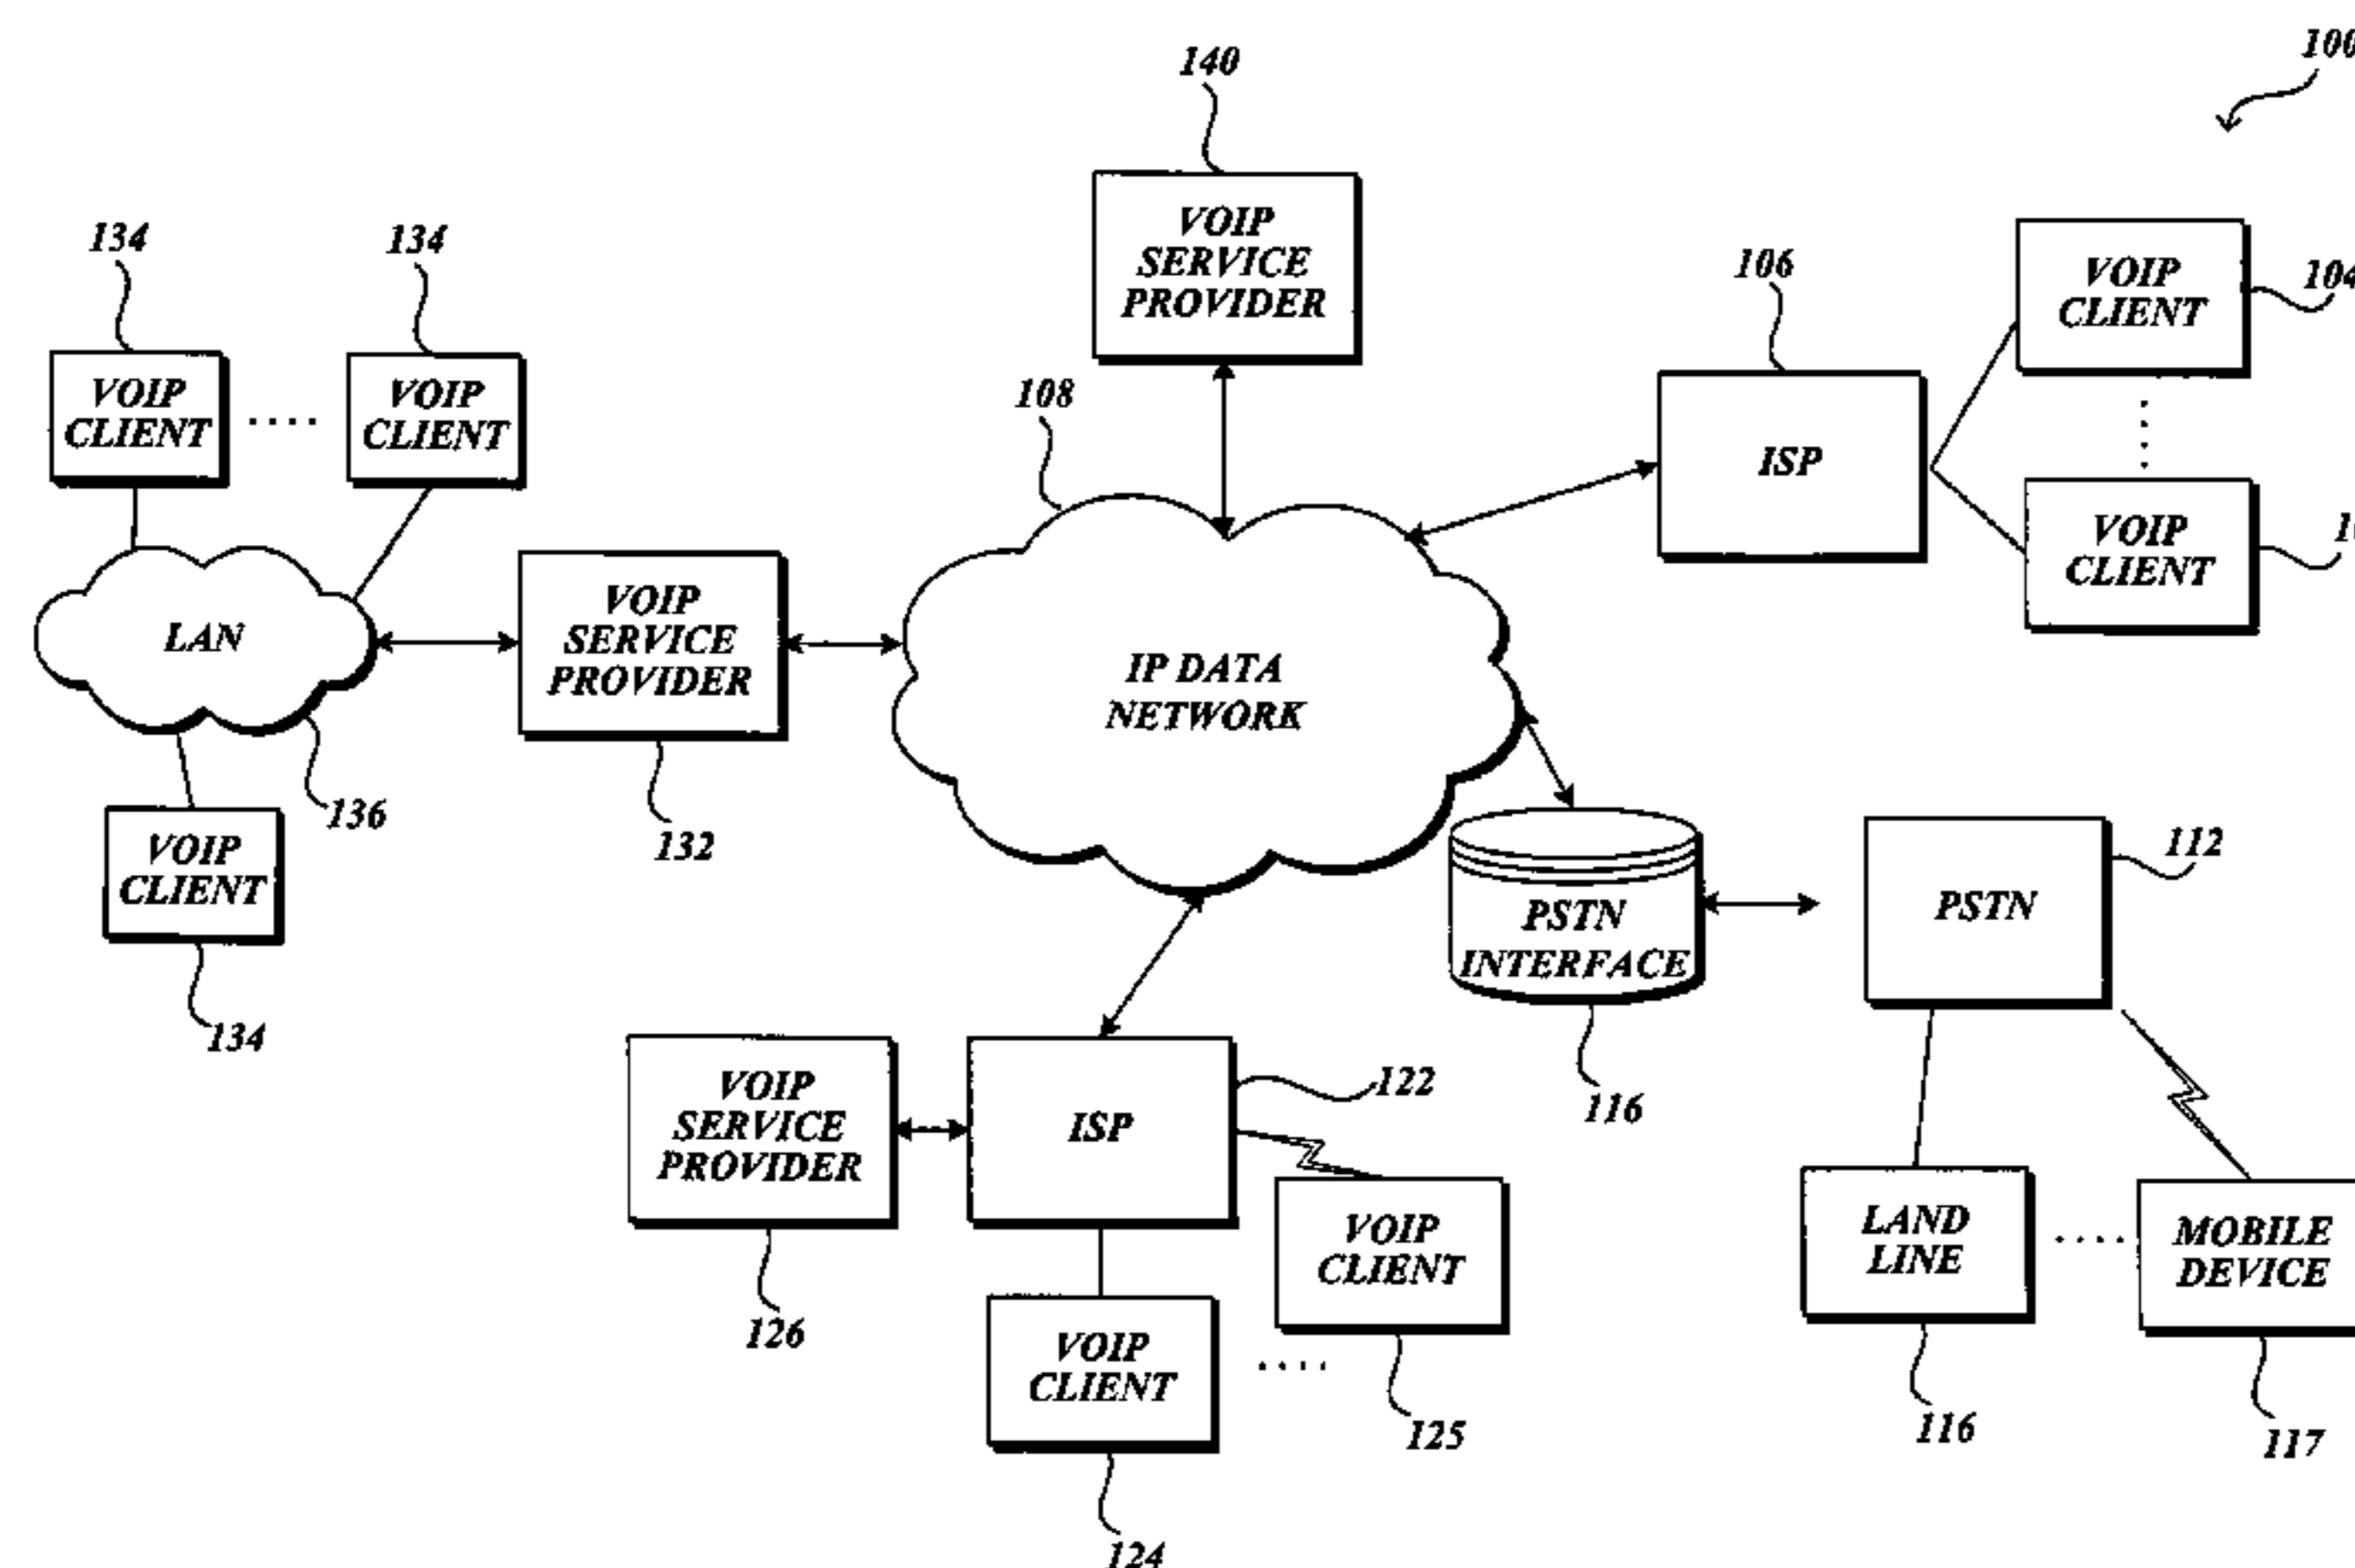 100
140
VOIP
SERVICE
PROVIDER
134
134
VOIP
CLIENT
VOIP
CLIENT
106
ISP
VOIP
CLIENT
104
VOIP
CLIENT
108
IP DATA
NETWORK
LAN
136
VOIP
SERVICE
PROVIDER
132
VOIP
CLIENT
134
PSTN
INTERFACE
116
PSTN
112
VOIP
SERVICE
PROVIDER
126
ISP
122
VOIP
CLIENT
125
VOIP
CLIENT
124
LAND
LINE
116
MOBILE
DEVICE
117